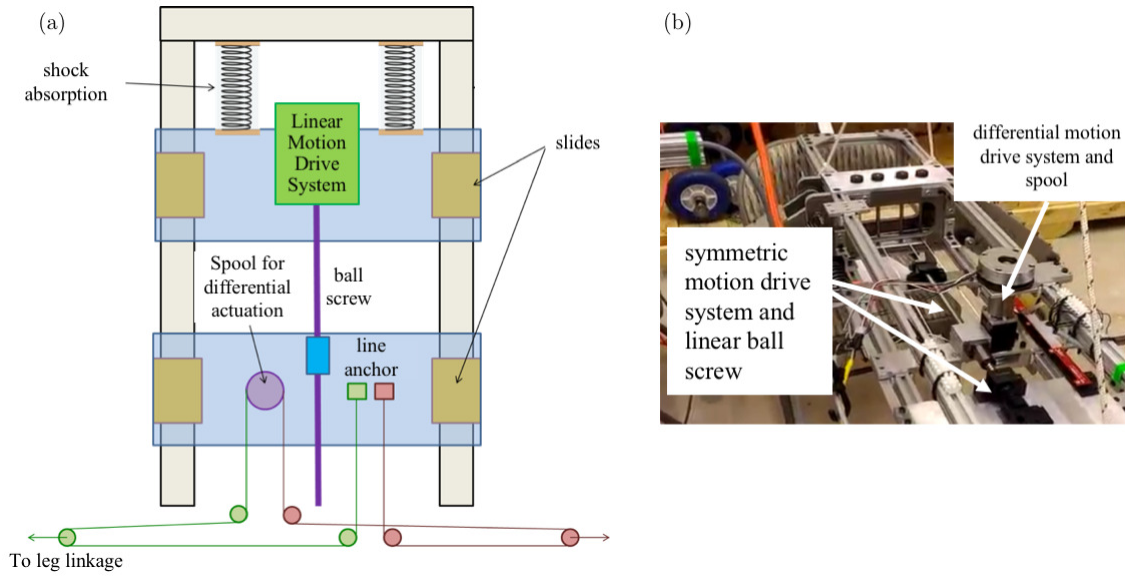 (a)
shock
absorption
Linear
Motion
Drive
System
slides
Spool for
differential
actuation
ball
screw
line
anchor
To leg linkage
(b)
differential motion
drive system and
spool
symmetric
motion drive
system and
linear ball
screw